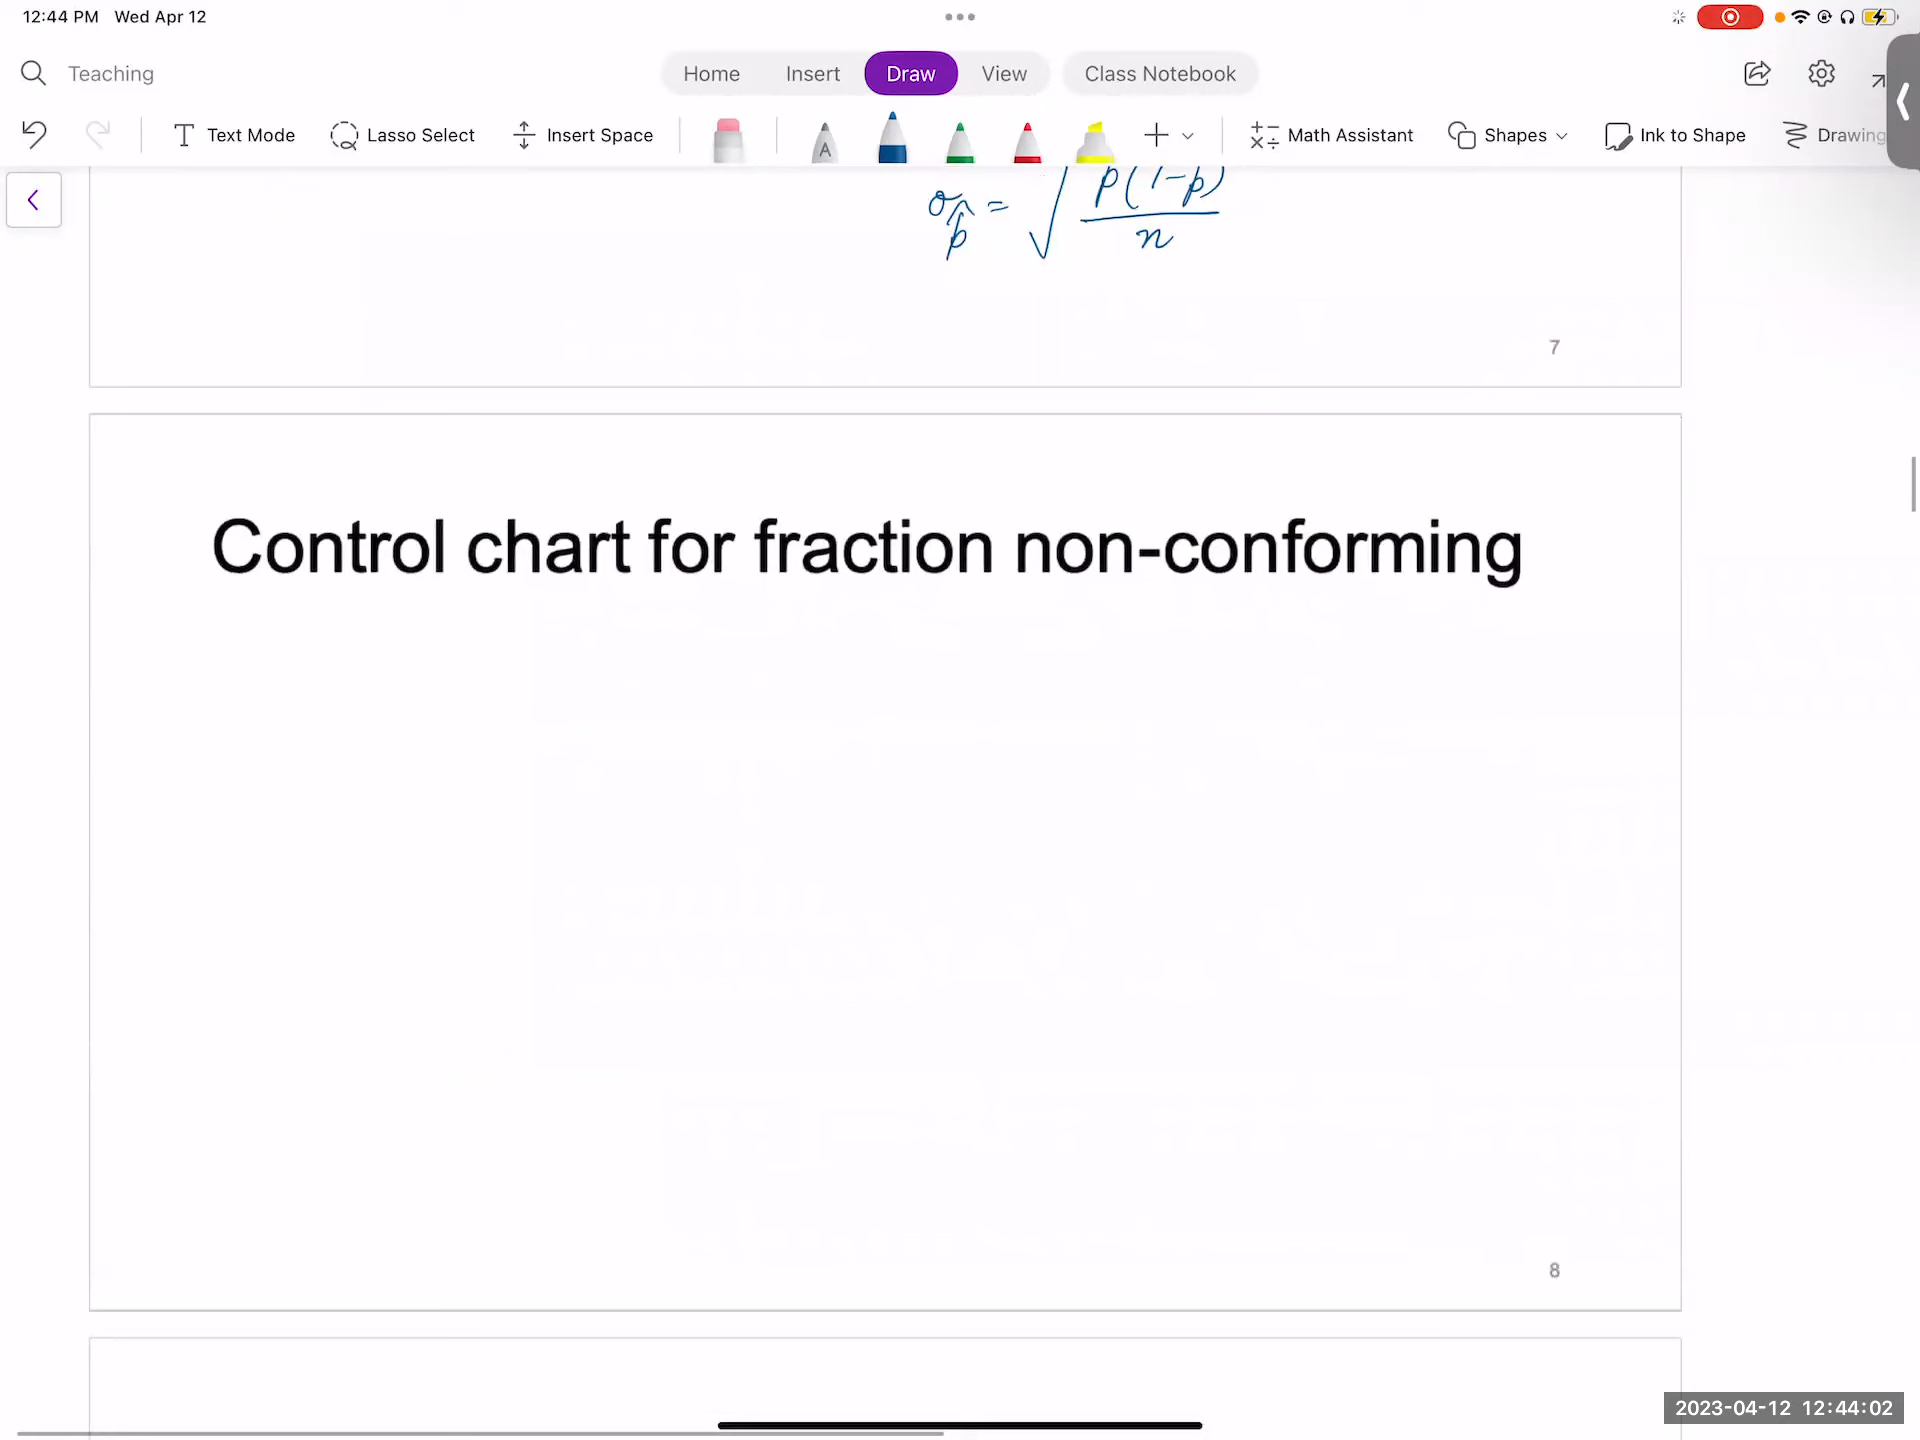 12:44 PM Wed Apr 12
Teaching
Home Insert Draw View Class Notebook
Text Mode Lasso Select Insert Space A Math Assistant Shapes Ink to Shape Drawing
σ_p̂ = √(p(1-p)/n)
7
Control chart for fraction non-conforming
8
2023-04-12 12:44:02